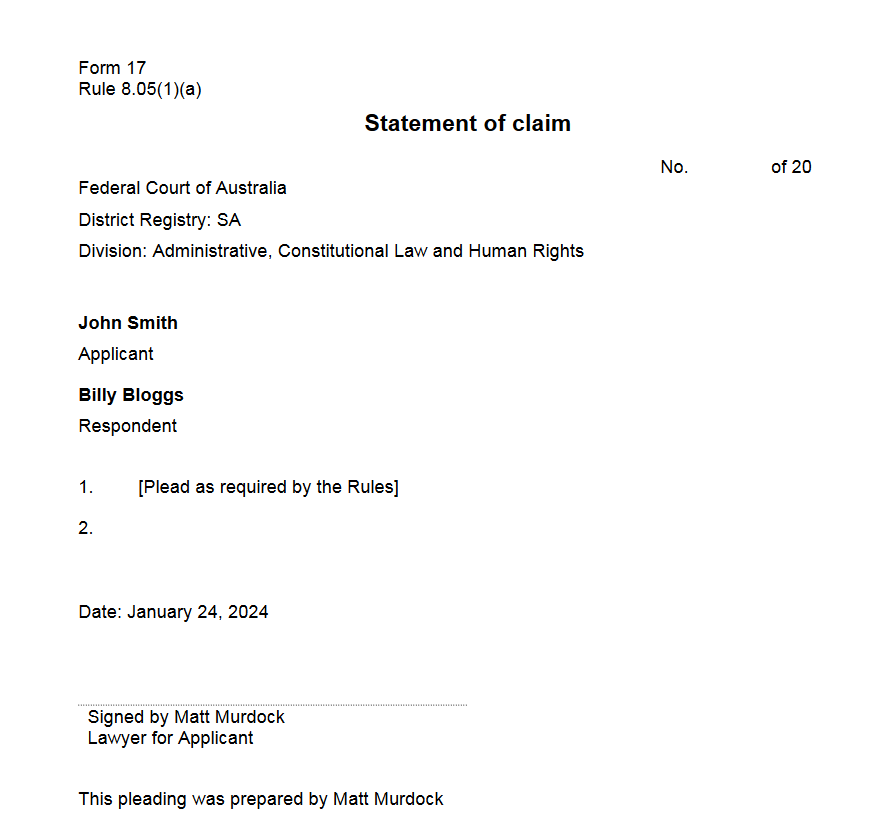 Form 17
Rule 8.05(1)(a)
Statement of claim
No. of 20
Federal Court of Australia
District Registry: SA
Division: Administrative, Constitutional Law and Human Rights
John Smith
Applicant
Billy Bloggs
Respondent
1. [Plead as required by the Rules]
2.
Date: January 24, 2024
Signed by Matt Murdock
Lawyer for Applicant
This pleading was prepared by Matt Murdock